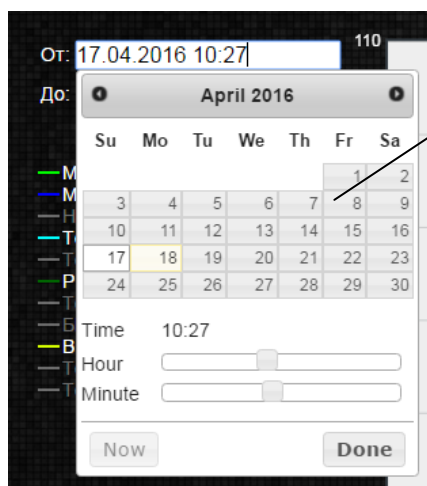 110
От: 17.04.2016 10:27
До:
April 2016
Su Mo Tu We Th Fr Sa
1 2
3 4 5 6 7 8 9
10 11 12 13 14 15 16
17 18 19 20 21 22 23
24 25 26 27 28 29 30
Time 10:27
Hour
Minute
Now Done